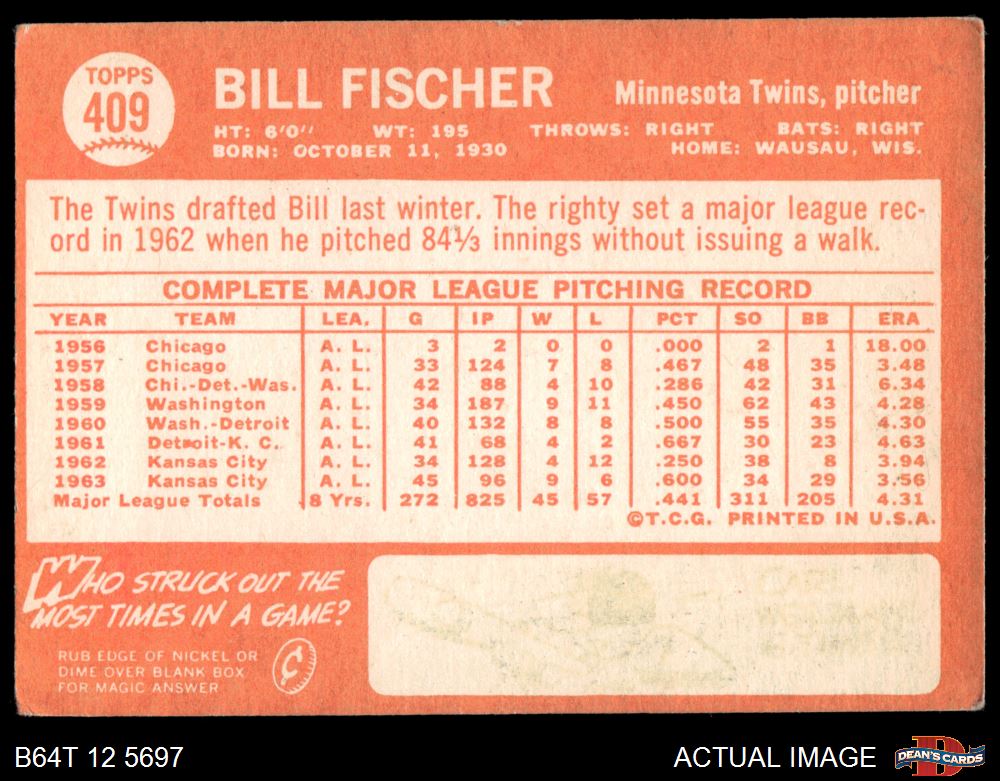 TOPPS
409
BILL FISCHER
Minnesota Twins, pitcher
HT: 6'0" WT: 195 THROWS: RIGHT BATS: RIGHT
BORN: OCTOBER 11, 1930 HOME: WAUSAU, WIS.
The Twins drafted Bill last winter. The righty set a major league rec-
ord in 1962 when he pitched 84⅓ innings without issuing a walk.
COMPLETE MAJOR LEAGUE PITCHING RECORD
YEAR TEAM LEA. G IP W L PCT SO BB ERA
1956 Chicago A. L. 3 2 0 0 .000 2 1 18.00
1957 Chicago A. L. 33 124 7 8 .467 48 35 3.48
1958 Chi.-Det.-Was. A. L. 42 88 4 10 .286 42 31 6.34
1959 Washington A. L. 34 187 9 11 .450 62 43 4.28
1960 Wash.-Detroit A. L. 40 132 8 8 .500 55 35 4.30
1961 Detroit-K. C. A. L. 41 68 4 2 .667 30 23 4.63
1962 Kansas City A. L. 34 128 4 12 .250 38 8 3.94
1963 Kansas City A. L. 45 96 9 6 .600 34 29 3.56
Major League Totals 8 Yrs. 272 825 45 57 .441 311 205 4.31
©T.C.G. PRINTED IN U.S.A.
WHO STRUCK OUT THE
MOST TIMES IN A GAME?
RUB EDGE OF NICKEL OR
DIME OVER BLANK BOX
FOR MAGIC ANSWER
B64T 12 5697 ACTUAL IMAGE DEAN'S CARDS